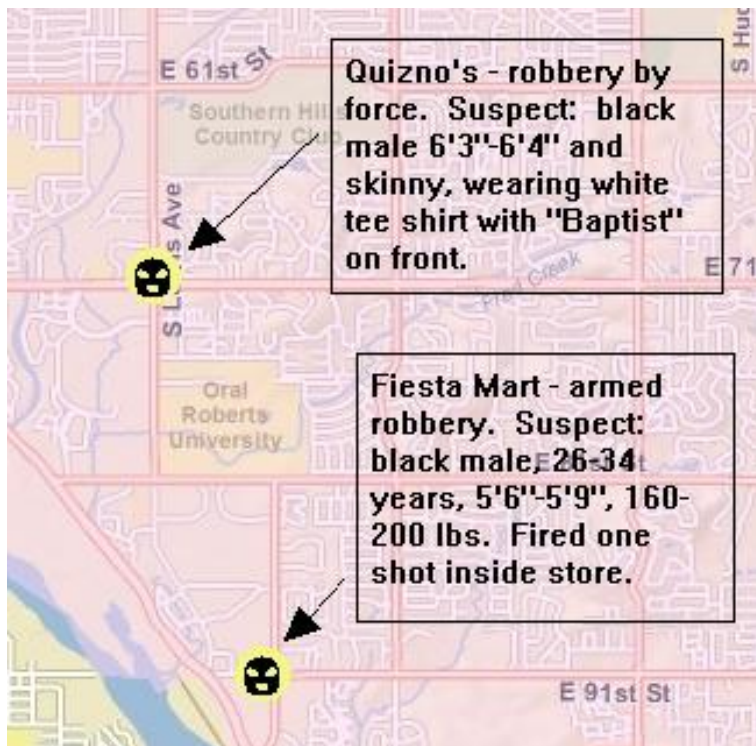 E 61st St
S Hud
Southern Hills
Country Club
Quizno's - robbery by
force. Suspect: black
male 6'3"-6'4" and
skinny, wearing white
tee shirt with "Baptist"
on front.
S Lewis Ave
E 71
Fred Creek
Oral
Roberts
University
Fiesta Mart - armed
robbery. Suspect:
black male, 26-34
years, 5'6"-5'9", 160-
200 lbs. Fired one
shot inside store.
E 91st St